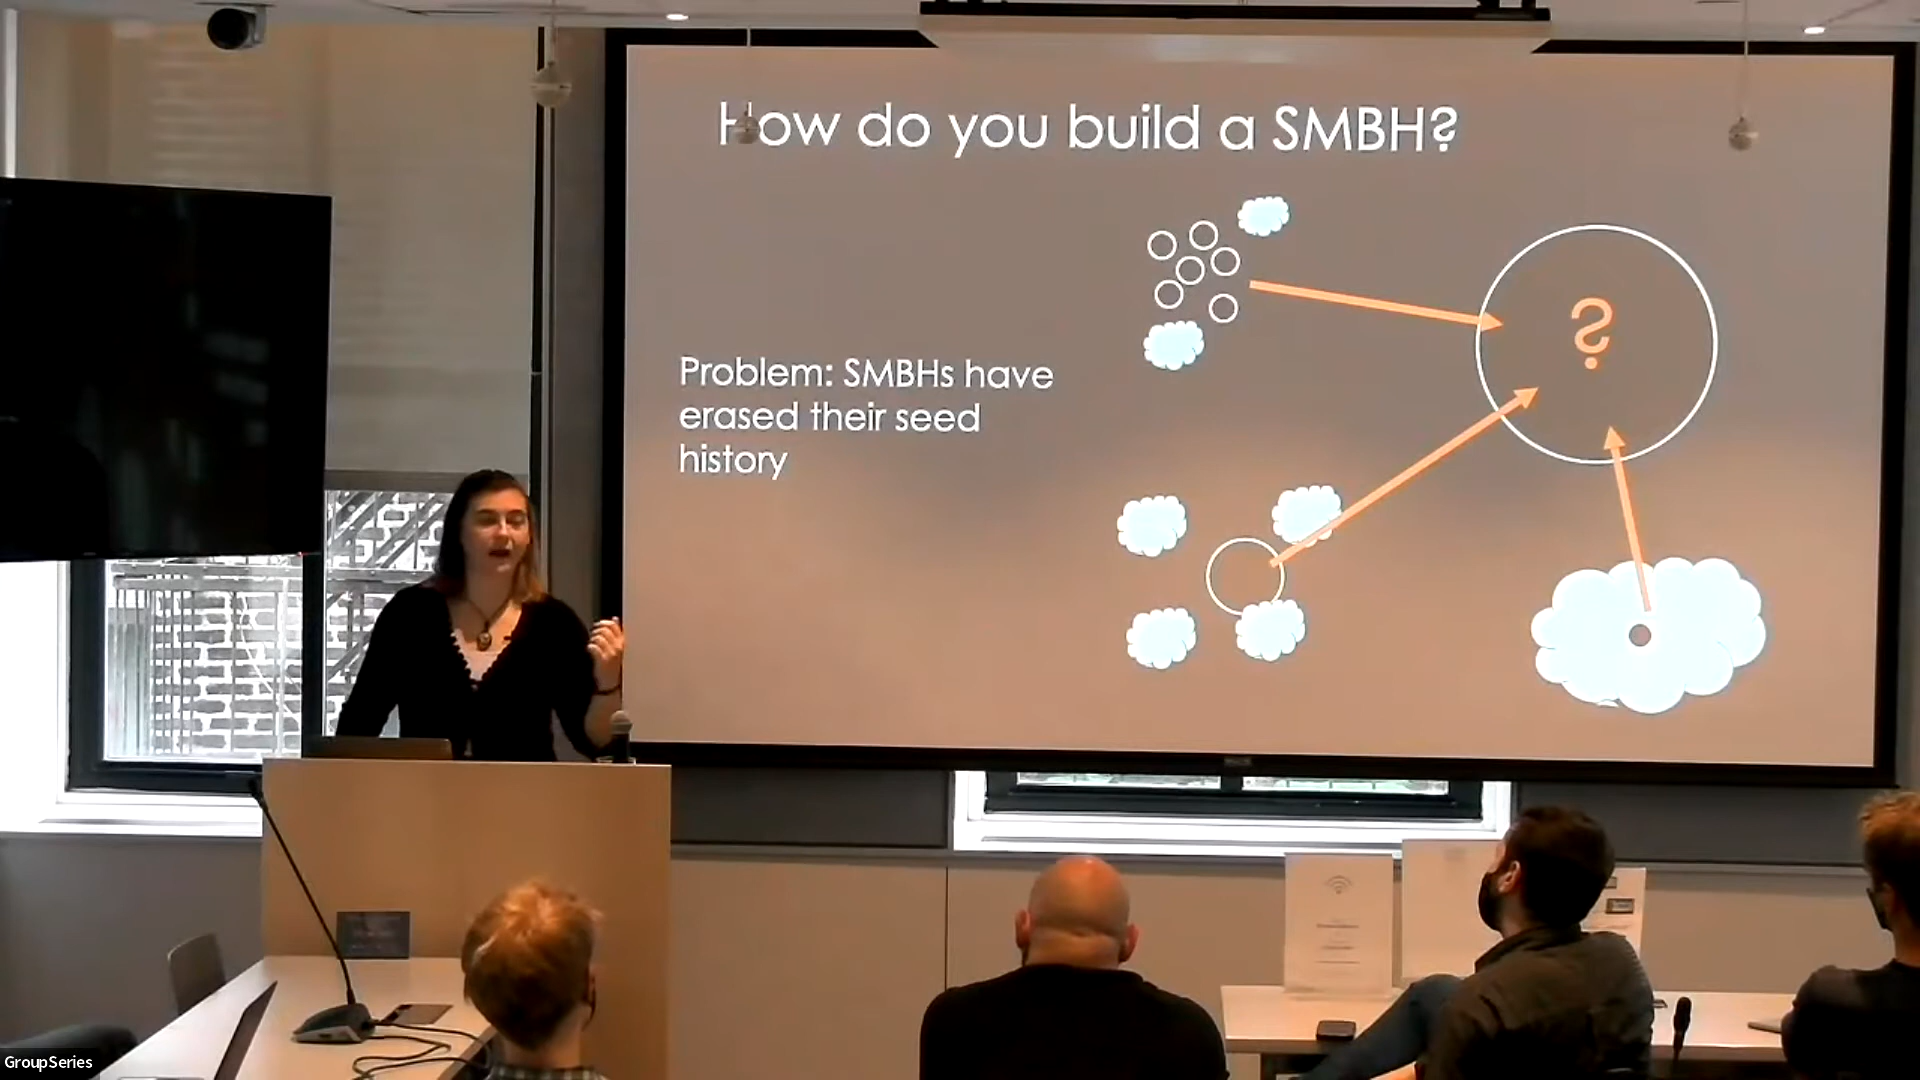 How do you build a SMBH?
Problem: SMBHs have
erased their seed
history
?
GroupSeries